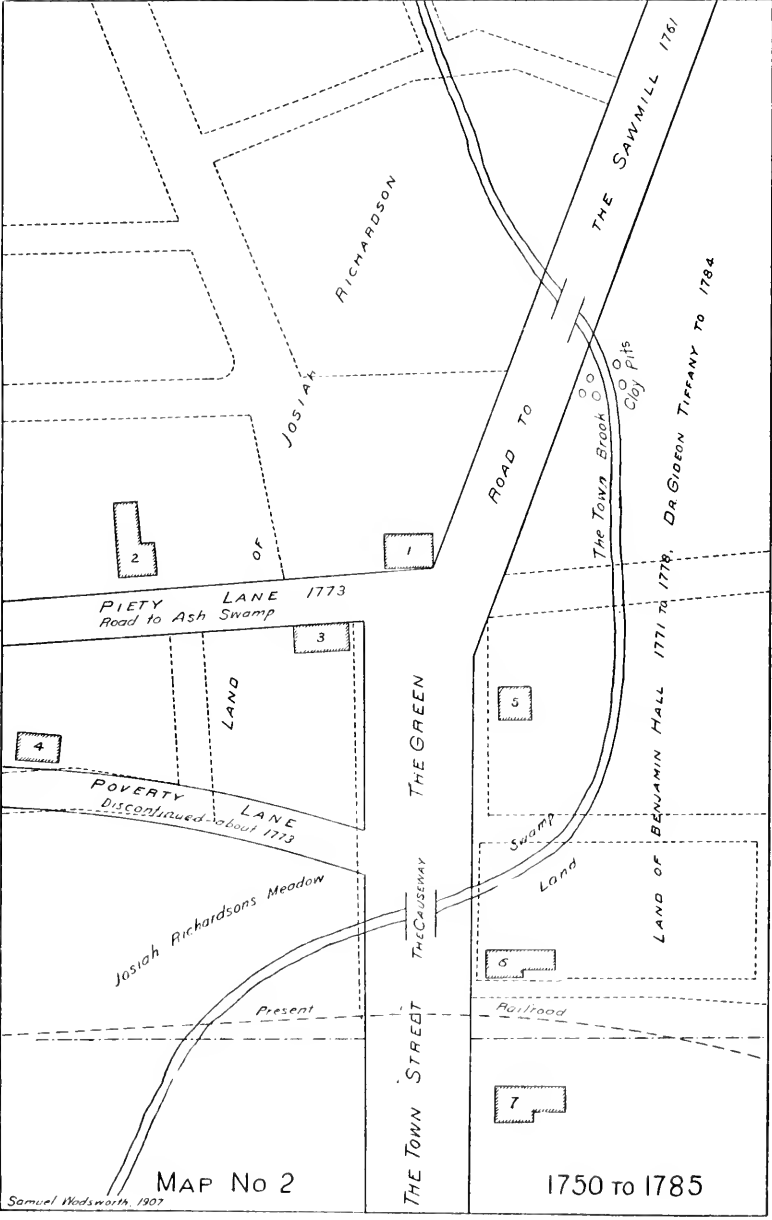 THE SAWMILL 1761
ROAD TO
RICHARDSON
JOSIAH
OF
LAND
The Town Brook
Clay Pits
LAND OF BENJAMIN HALL 1771 TO 1778, DR. GIDEON TIFFANY TO 1784
1
2
PIETY LANE 1773
Road to Ash Swamp
3
4
5
THE GREEN
POVERTY LANE
Discontinued about 1773
Swamp
Land
THE CAUSEWAY
Josiah Richardsons Meadow
6
Present Railroad
THE TOWN STREET
7
MAP NO 2
1750 TO 1785
Samuel Wadsworth, 1907